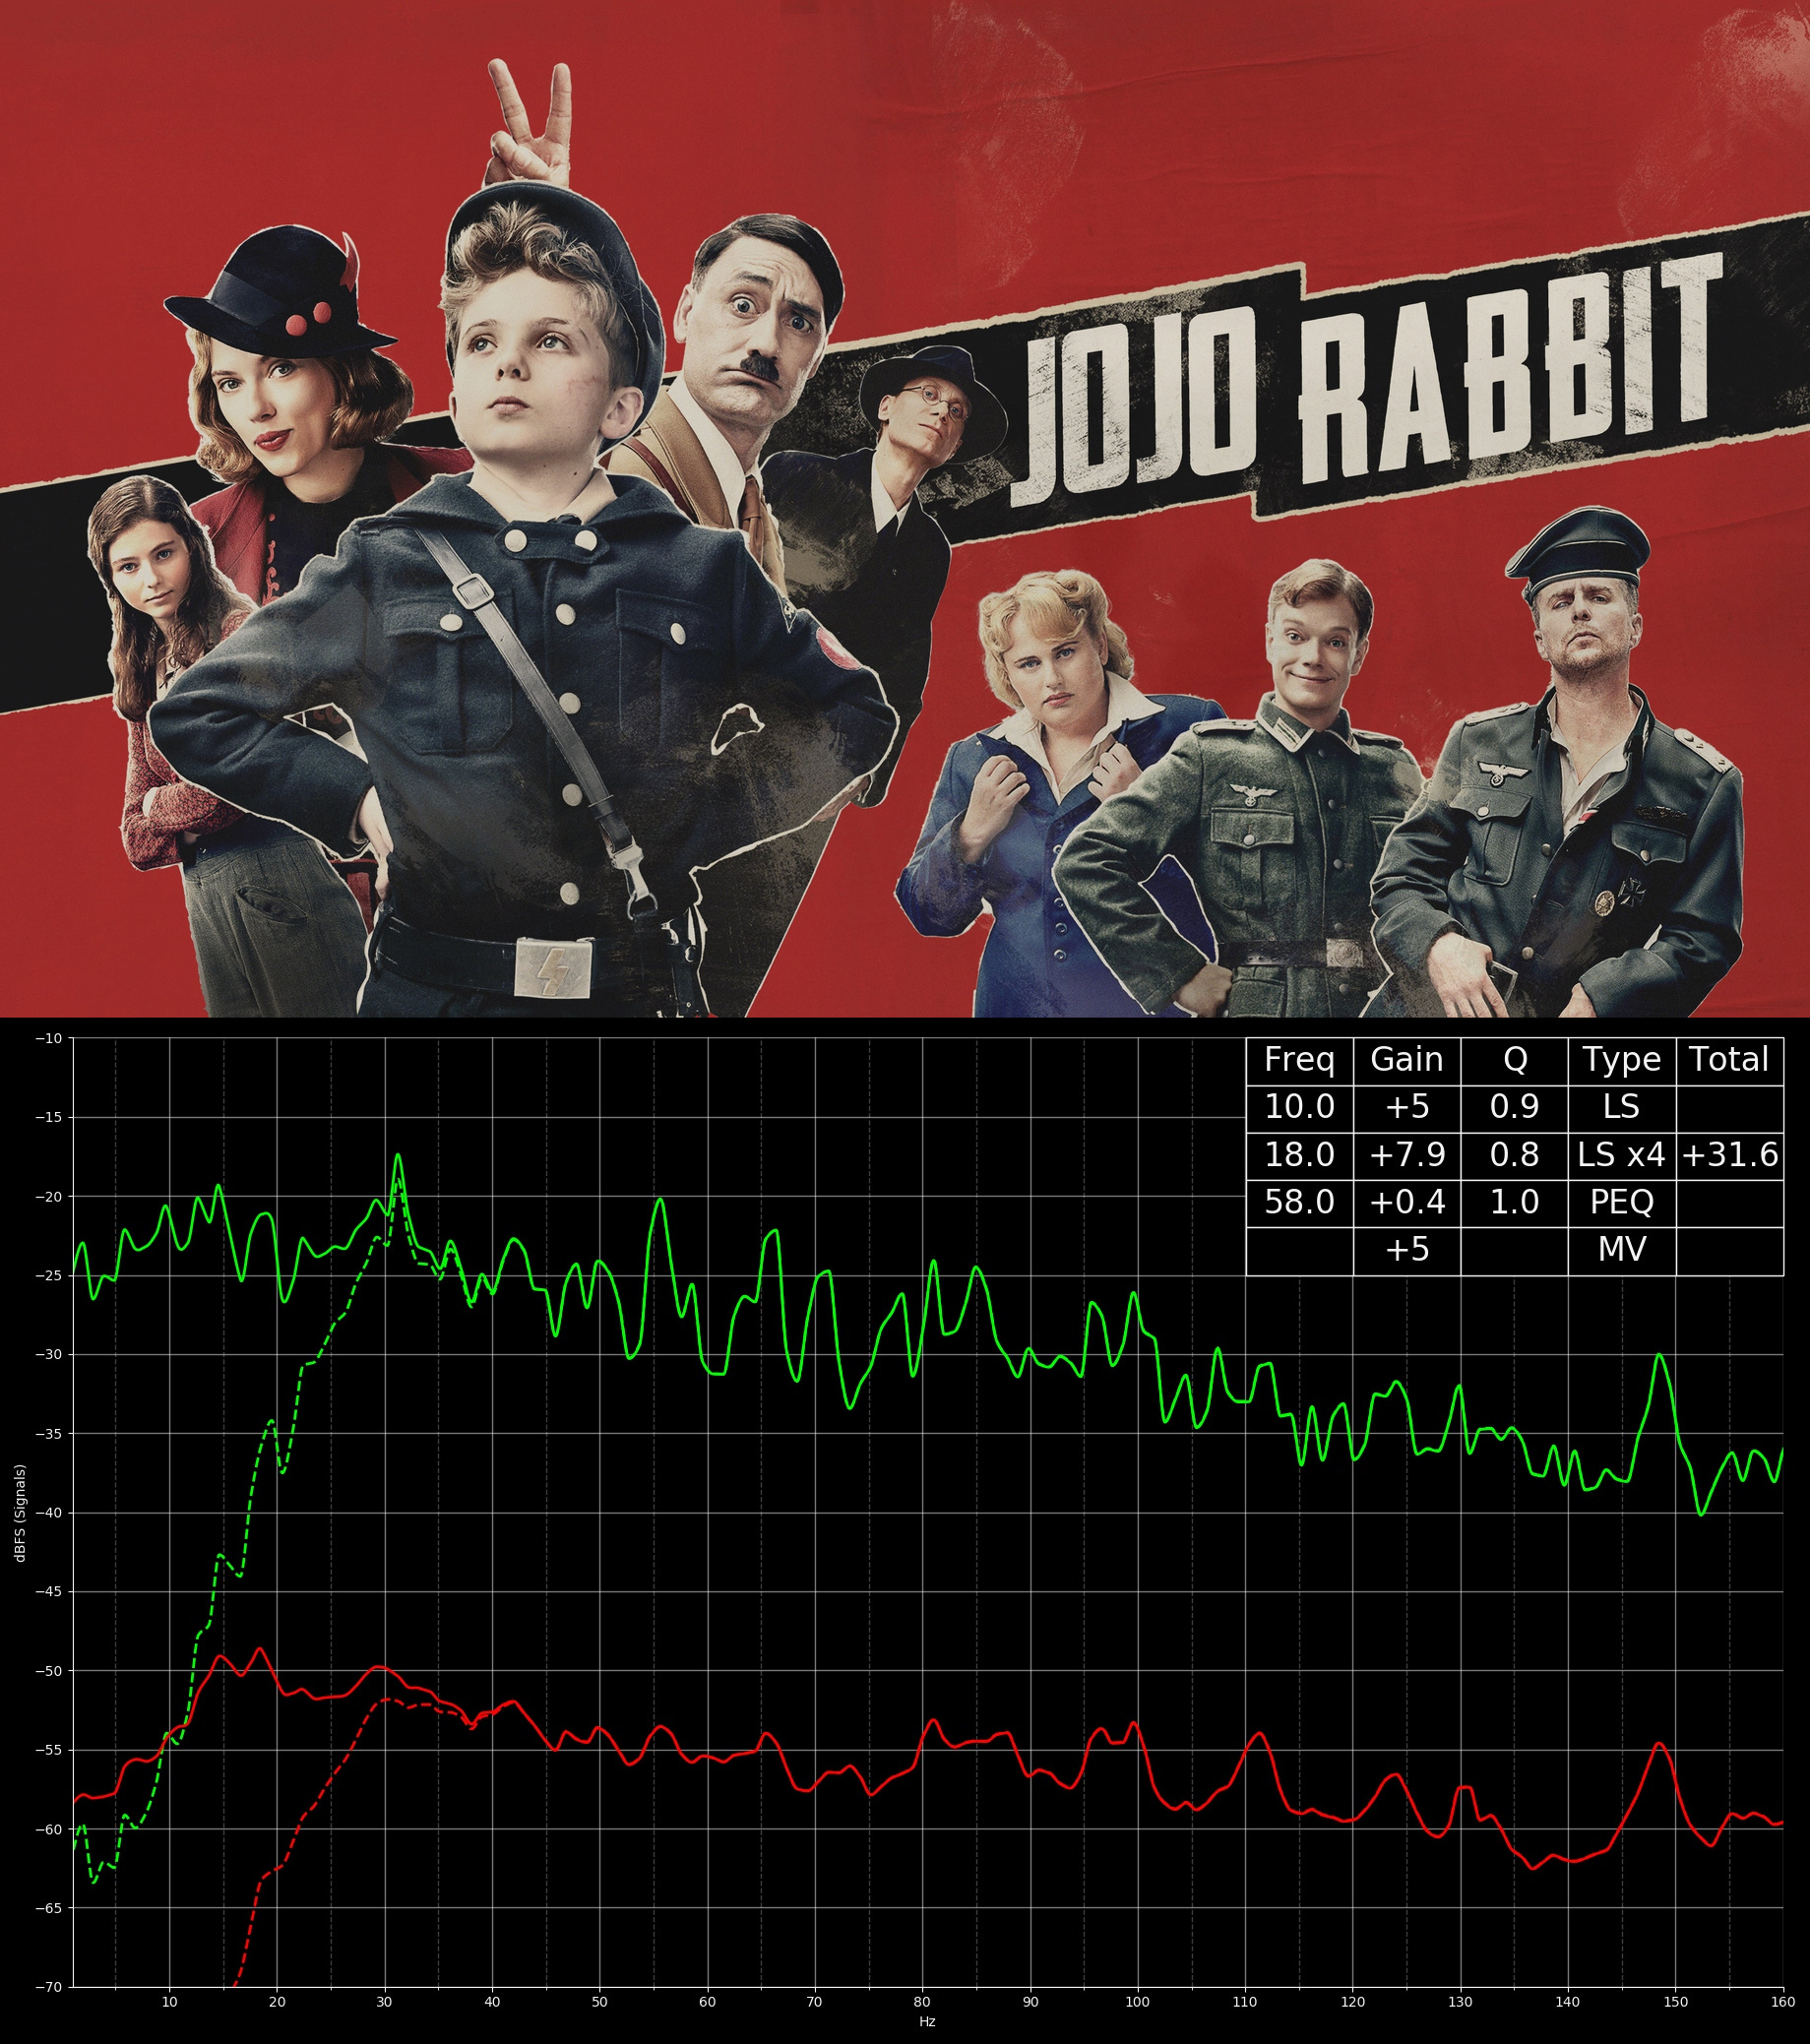 JOJO RABBIT
Freq Gain Q Type Total
10.0 +5 0.9 LS
18.0 +7.9 0.8 LS x4 +31.6
58.0 +0.4 1.0 PEQ
+5 MV
−10
−15
−20
−25
−30
−35
−40
−45
−50
−55
−60
−65
−70
dBFS (Signals)
10 20 30 40 50 60 70 80 90 100 110 120 130 140 150 160
Hz